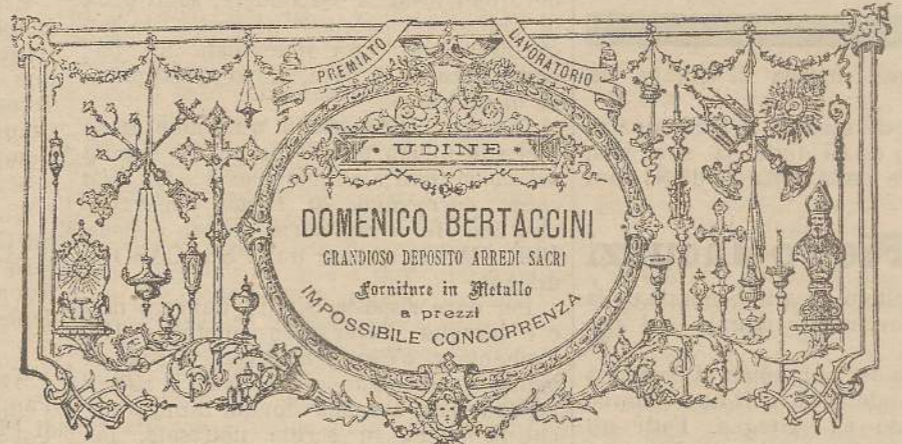 PREMIATO LAVORATORIO
• UDINE •
DOMENICO BERTACCINI
GRANDIOSO DEPOSITO ARREDI SACRI
Forniture in Metallo
a prezzi
IMPOSSIBILE CONCORRENZA